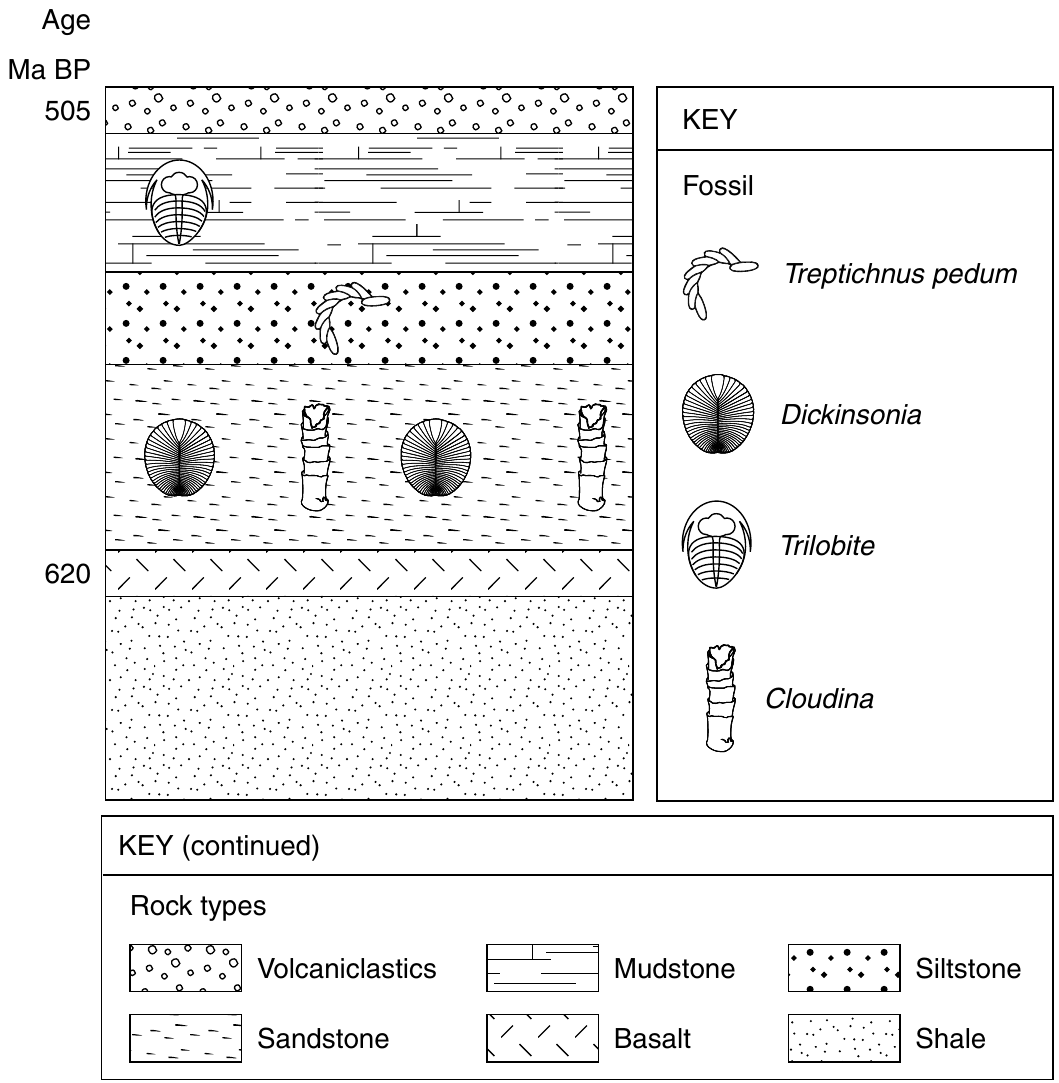 Age
Ma BP
505
620
KEY
Fossil
Treptichnus pedum
Dickinsonia
Trilobite
Cloudina
KEY (continued)
Rock types
Volcaniclastics
Mudstone
Siltstone
Sandstone
Basalt
Shale